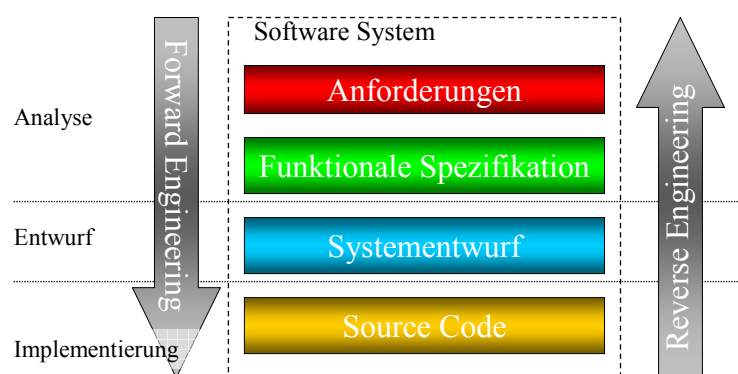 Software System
Forward Engineering
Anforderungen
Analyse
Funktionale Spezifikation
Reverse Engineering
Entwurf
Systementwurf
Source Code
Implementierung